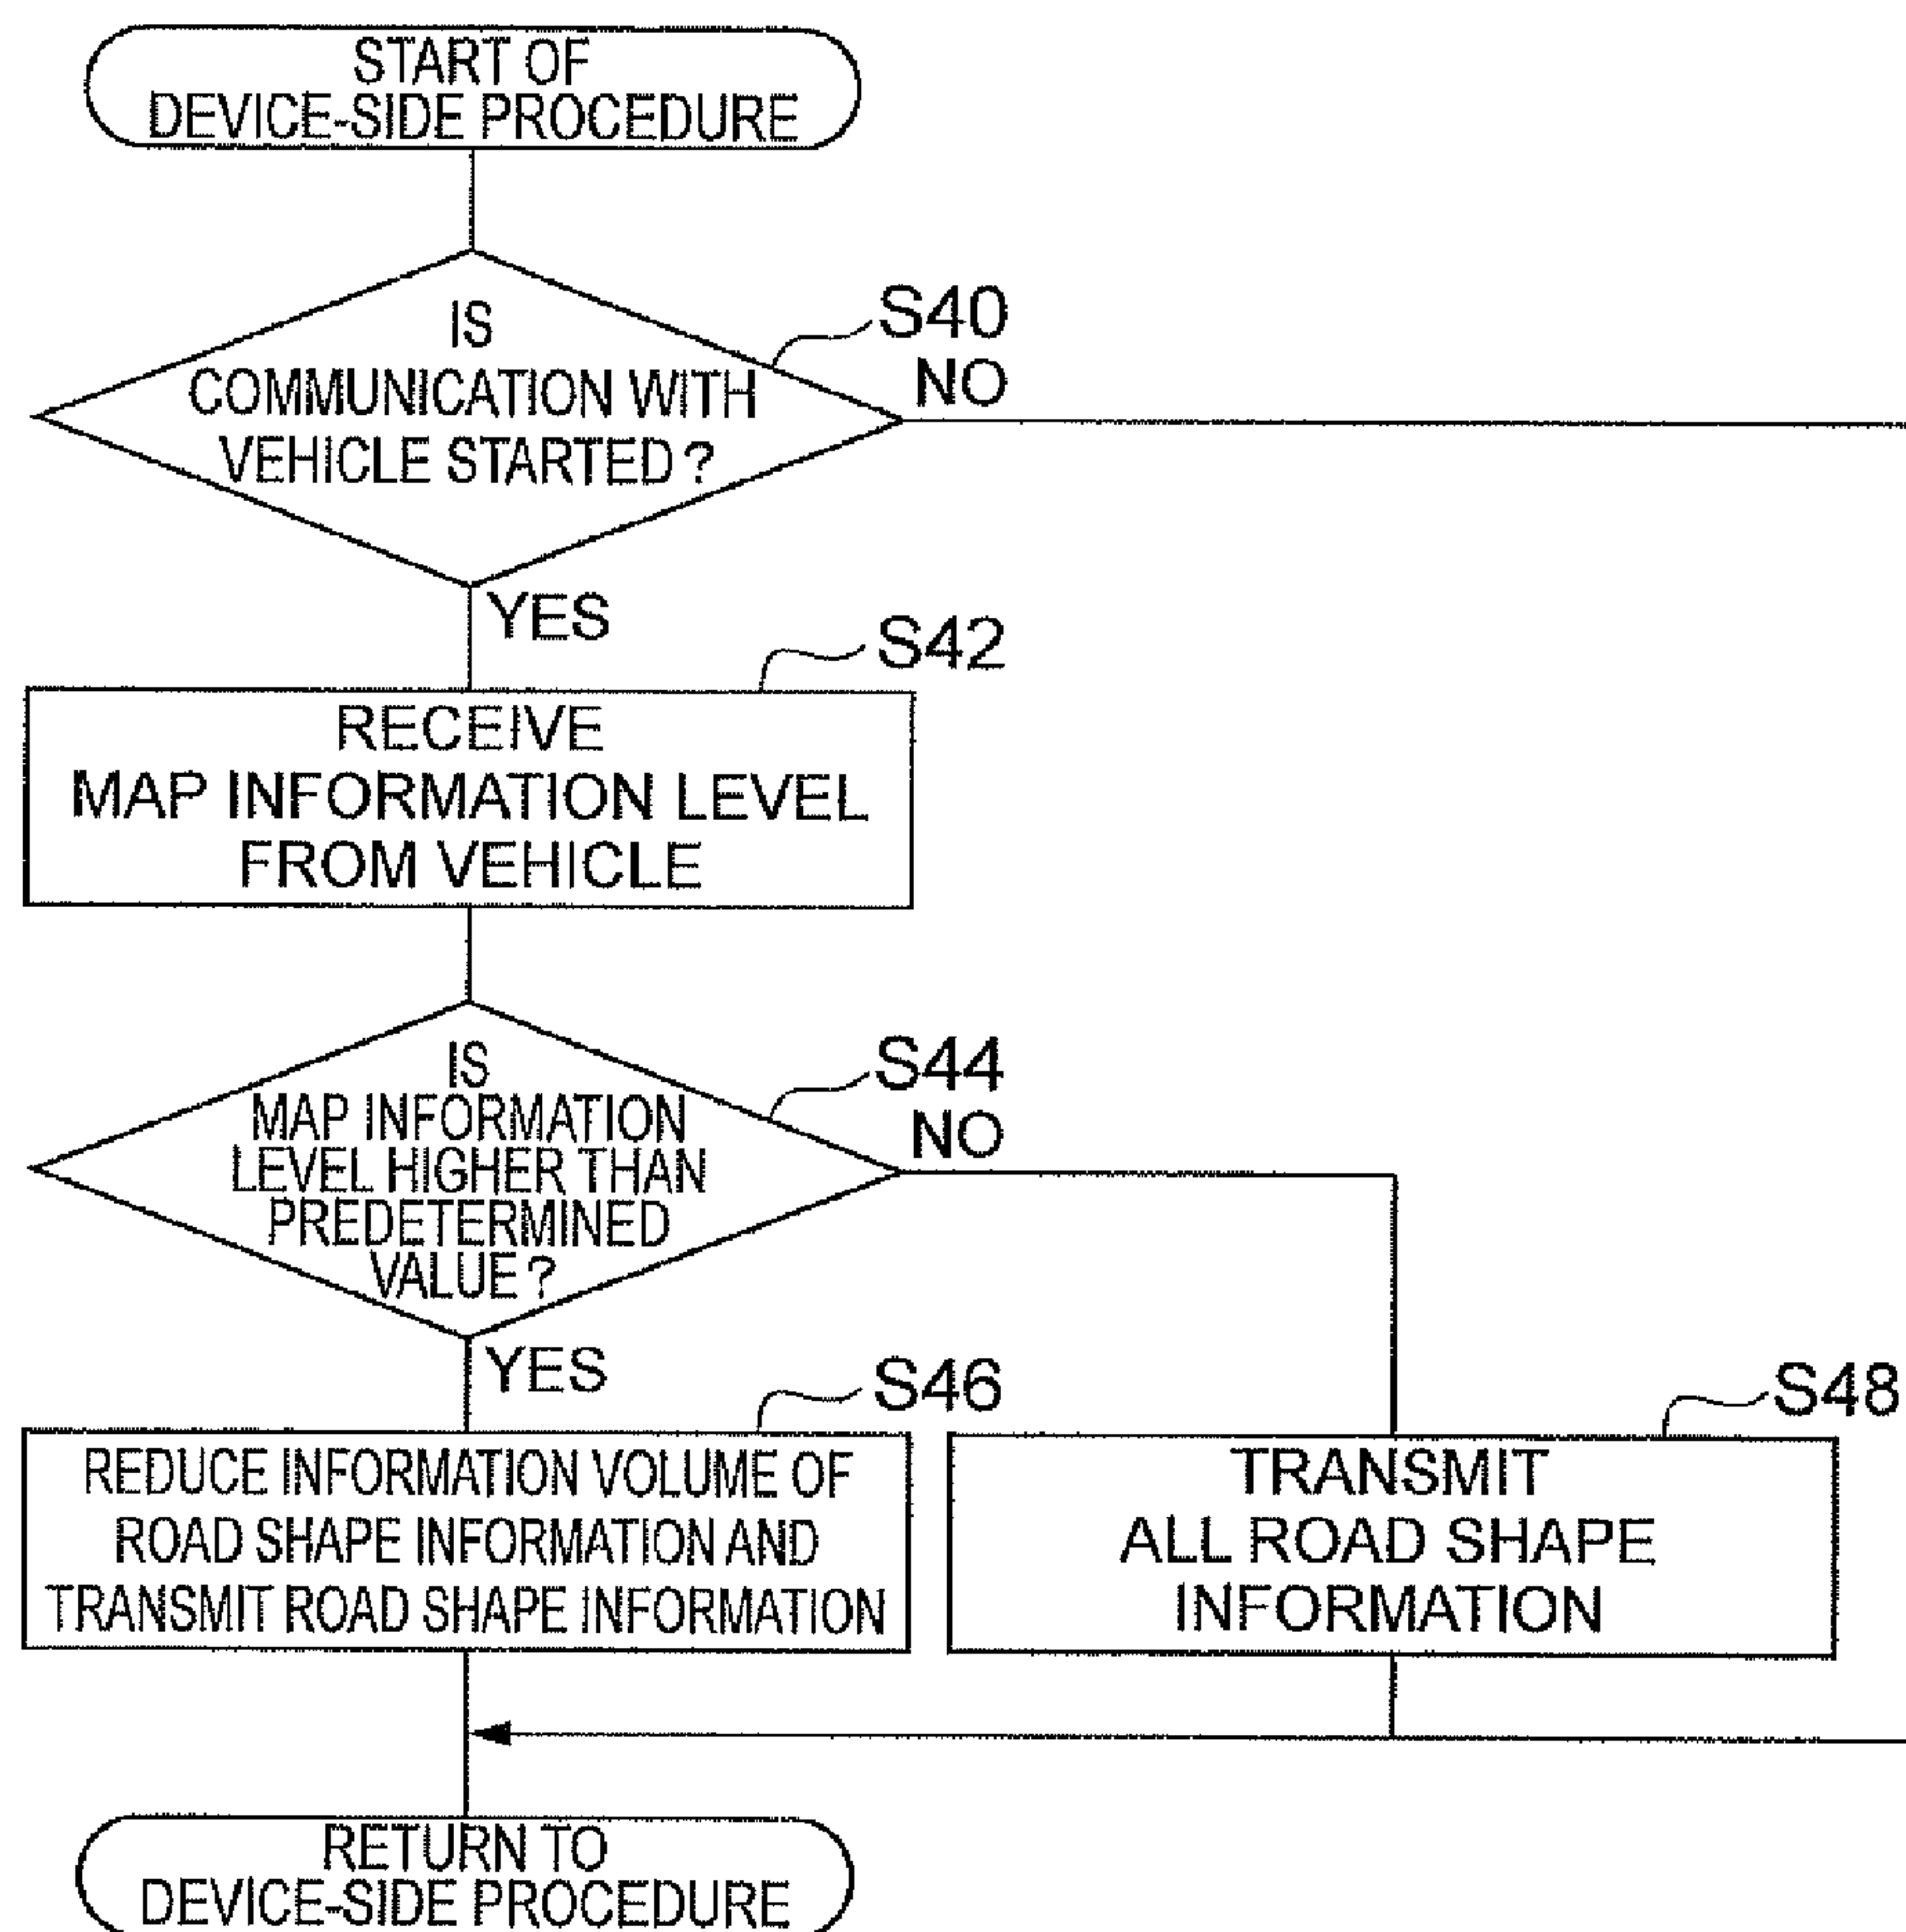 START OF
DEVICE-SIDE PROCEDURE
IS
COMMUNICATION WITH
VEHICLE STARTED ?
S40
NO
YES
S42
RECEIVE
MAP INFORMATION LEVEL
FROM VEHICLE
IS
MAP INFORMATION
LEVEL HIGHER THAN
PREDETERMINED
VALUE ?
S44
NO
YES
S46
REDUCE INFORMATION VOLUME OF
ROAD SHAPE INFORMATION AND
TRANSMIT ROAD SHAPE INFORMATION
S48
TRANSMIT
ALL ROAD SHAPE
INFORMATION
RETURN TO
DEVICE-SIDE PROCEDURE